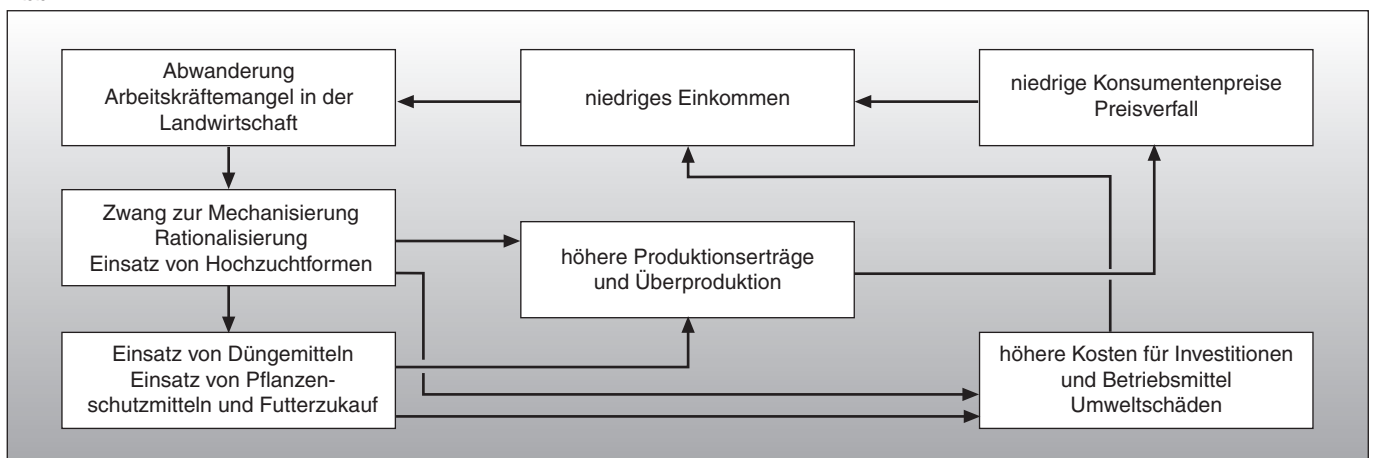 Abwanderung
Arbeitskräftemangel in der
Landwirtschaft
niedriges Einkommen
niedrige Konsumentenpreise
Preisverfall
Zwang zur Mechanisierung
Rationalisierung
Einsatz von Hochzuchtformen
höhere Produktionserträge
und Überproduktion
Einsatz von Düngemitteln
Einsatz von Pflanzen-
schutzmitteln und Futterzukauf
höhere Kosten für Investitionen
und Betriebsmittel
Umweltschäden